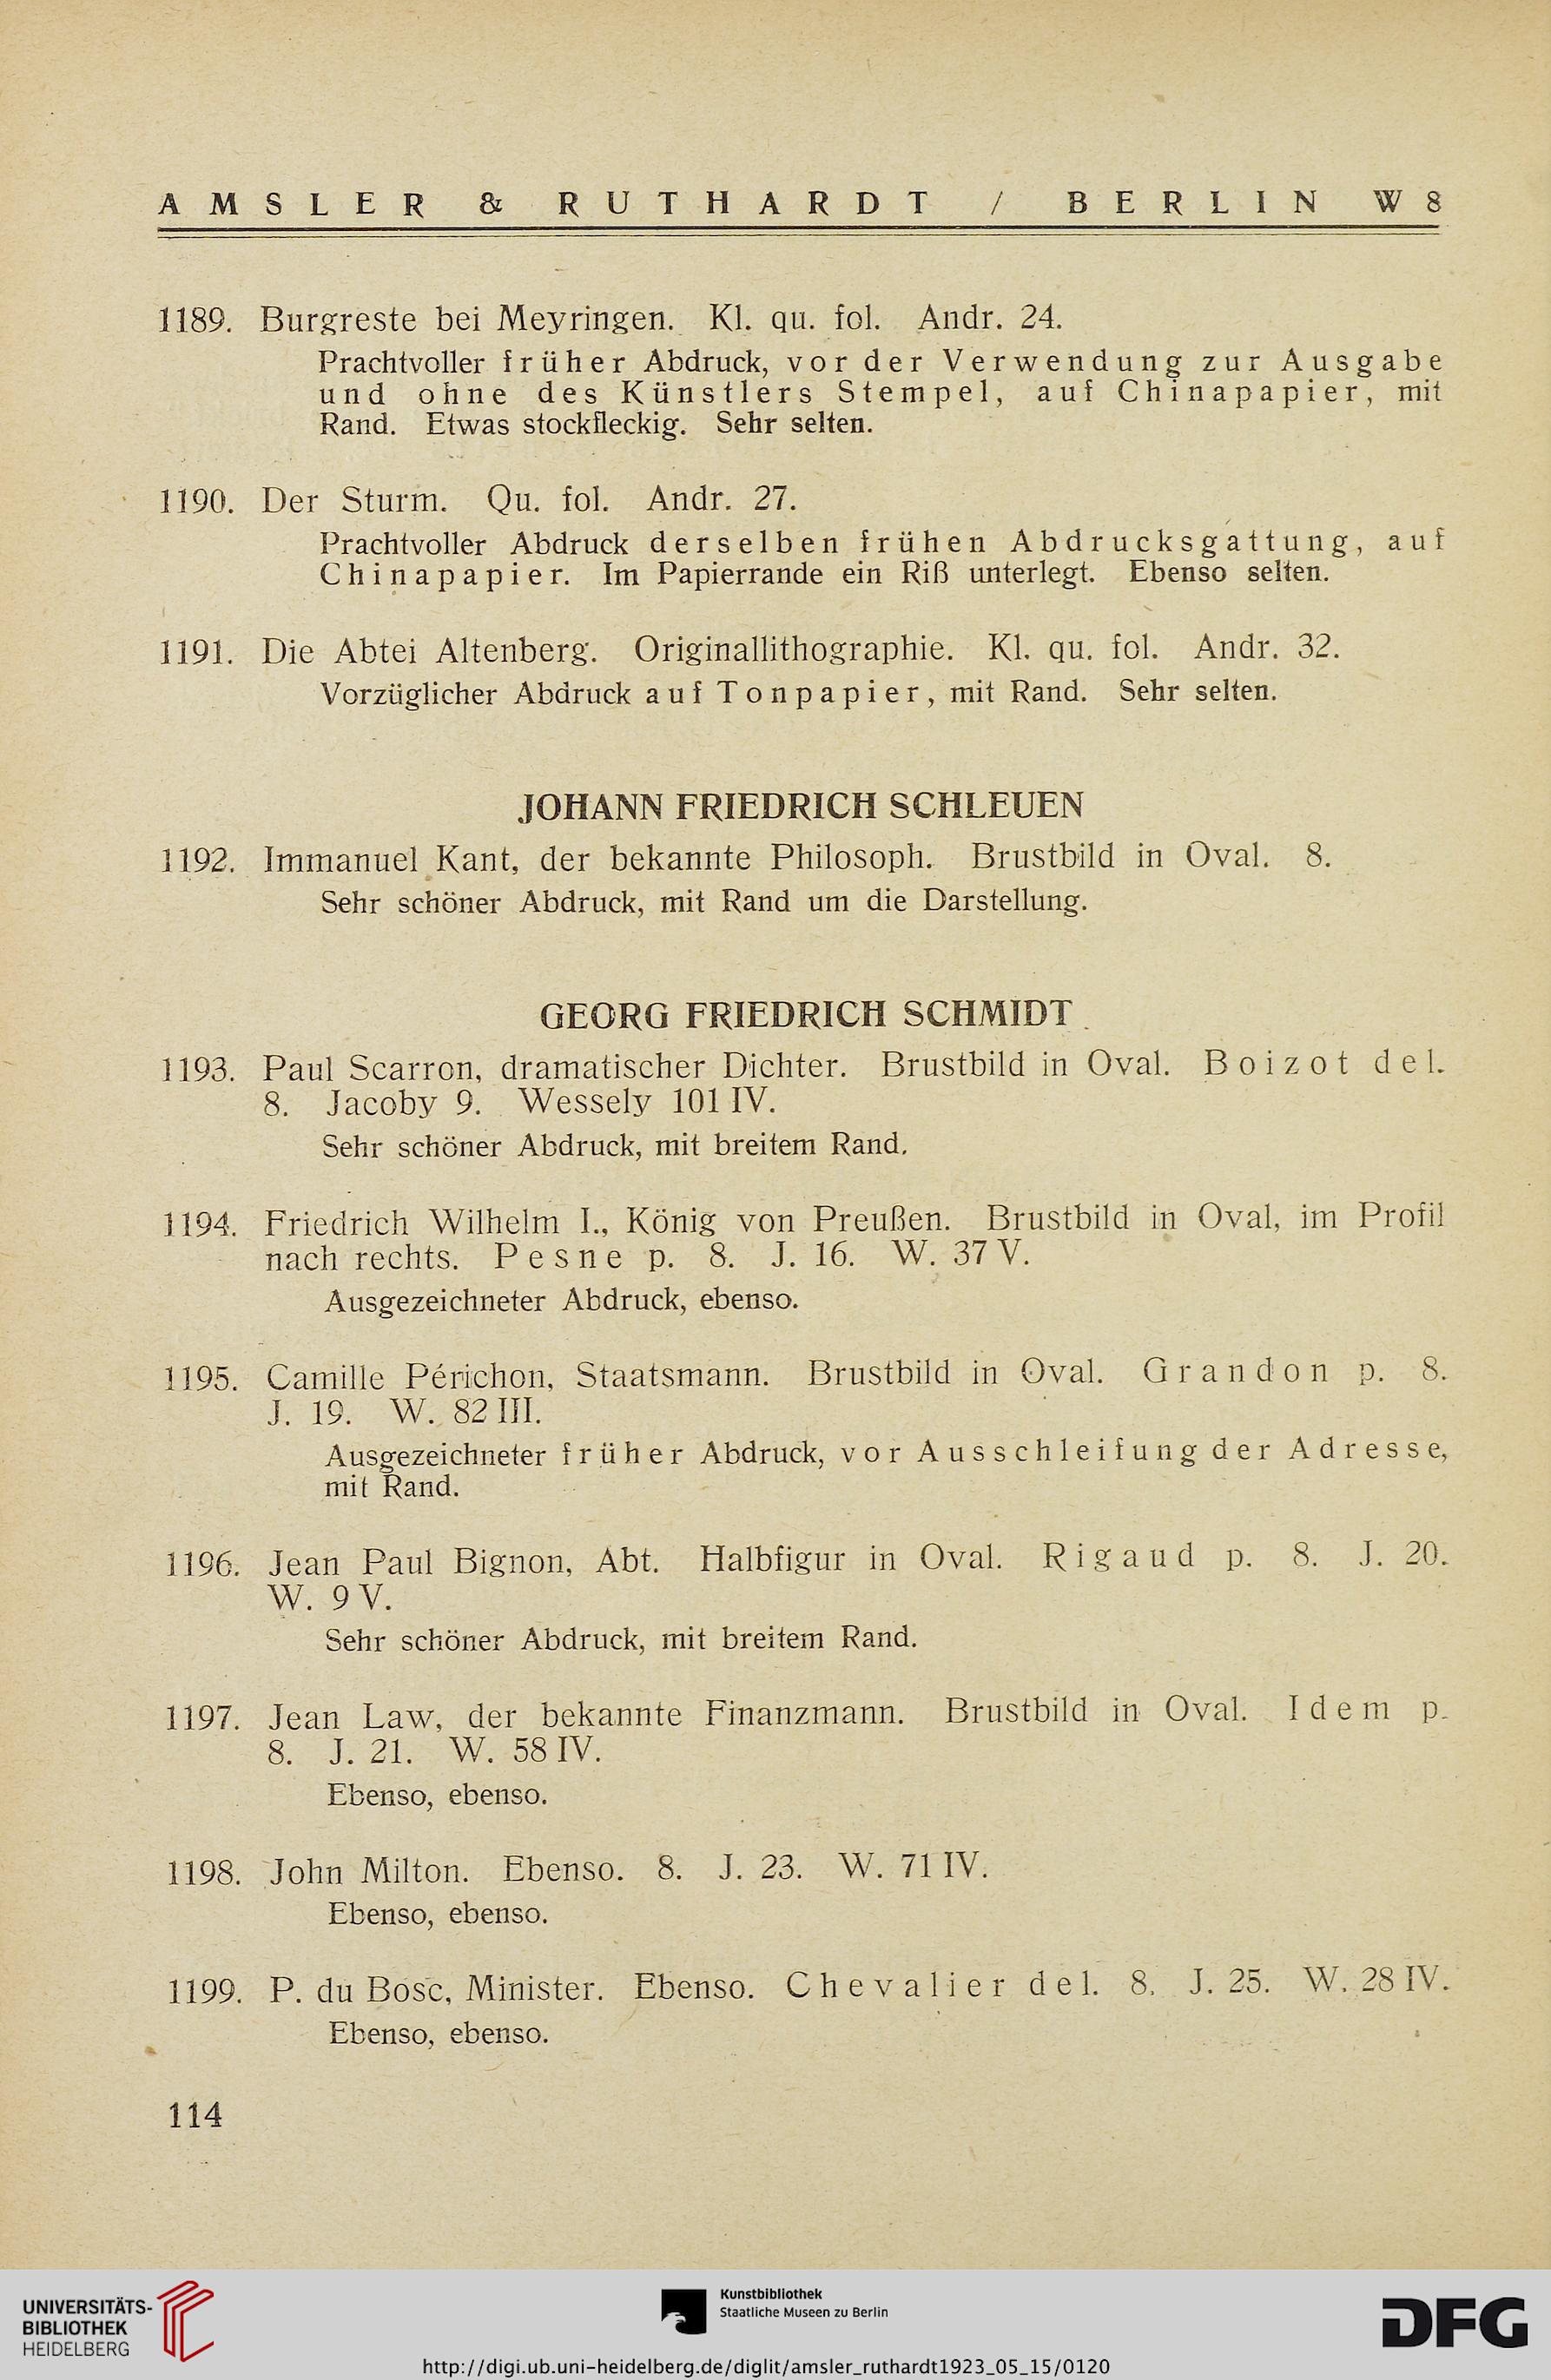 AMSLER & RUTHARDT / BERLIN W 8
1189. Burgreste bei Meyringen. Kl. qu. fol. Andr. 24.
Prachtvoller früher Abdruck, vor der Verwendung zur Ausgabe
und ohne des Künstlers Stempel, auf Chinapapier, mit
Rand. Etwas stockfleckig. Sehr selten.
1190. Der Sturm. Qu. fol. Andr. 27.
Prachtvoller Abdruck derselben frühen Abdrucksgattung, auf
Chinapapier. Im Papierrande ein Riß unterlegt. Ebenso selten.
1191. Die Abtei Altenberg. Originallithographie. Kl. qu. fol. Andr. 32.
Vorzüglicher Abdruck auf Tonpapier, mit Rand. Sehr selten.
JOHANN FRIEDRICH SCHLEUEN
1192. Immanuel Kant, der bekannte Philosoph. Brustbild in Oval. 8.
Sehr schöner Abdruck, mit Rand um die Darstellung.
GEORG FRIEDRICH SCHMIDT
1193. Paul Scarron, dramatischer Dichter. Brustbild in Oval. Boizot del.
8. Jacoby 9. Wessely 101 IV.
Sehr schöner Abdruck, mit breitem Rand.
1194. Friedrich Wilhelm I., König von Preußen. Brustbild in Oval, im Profil
nach rechts. Pesne p. 8. J. 16. W. 37 V.
Ausgezeichneter Abdruck, ebenso.
1195. Camille Périchon, Staatsmann. Brustbild in Oval. Grandon p. 8.
J. 19. W. 82 III.
Ausgezeichneter früher Abdruck, vor Ausschleifung der Adresse,
mit Rand.
1196. Jean Paul Bignon, Abt. Halbfigur in Oval. Rigaud p. 8. J. 20.
W. 9 V.
Sehr schöner Abdruck, mit breitem Rand.
1197. Jean Law, der bekannte Finanzmann. Brustbild in Oval. Idem p.
8. J. 21. W. 58 IV.
Ebenso, ebenso.
1198. John Milton. Ebenso. 8. J. 23. W. 71 IV.
Ebenso, ebenso.
1199. P. du Bosc, Minister. Ebenso. Chevalier del. 8. J. 25. W. 28 IV.
Ebenso, ebenso.
114
UNIVERSITÄTS-
BIBLIOTHEK
HEIDELBERG
Kunstbibliothek
Staatliche Museen zu Berlin
DFG
http://digi.ub.uni-heidelberg.de/diglit/amsler_ruthardt1923_05_15/0120